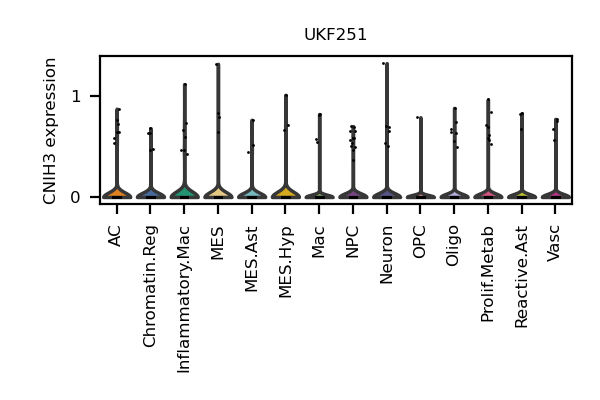 UKF251
CNIH3 expression
1
0
AC
Chromatin.Reg
Inflammatory.Mac
MES
MES.Ast
MES.Hyp
Mac
NPC
Neuron
OPC
Oligo
Prolif.Metab
Reactive.Ast
Vasc